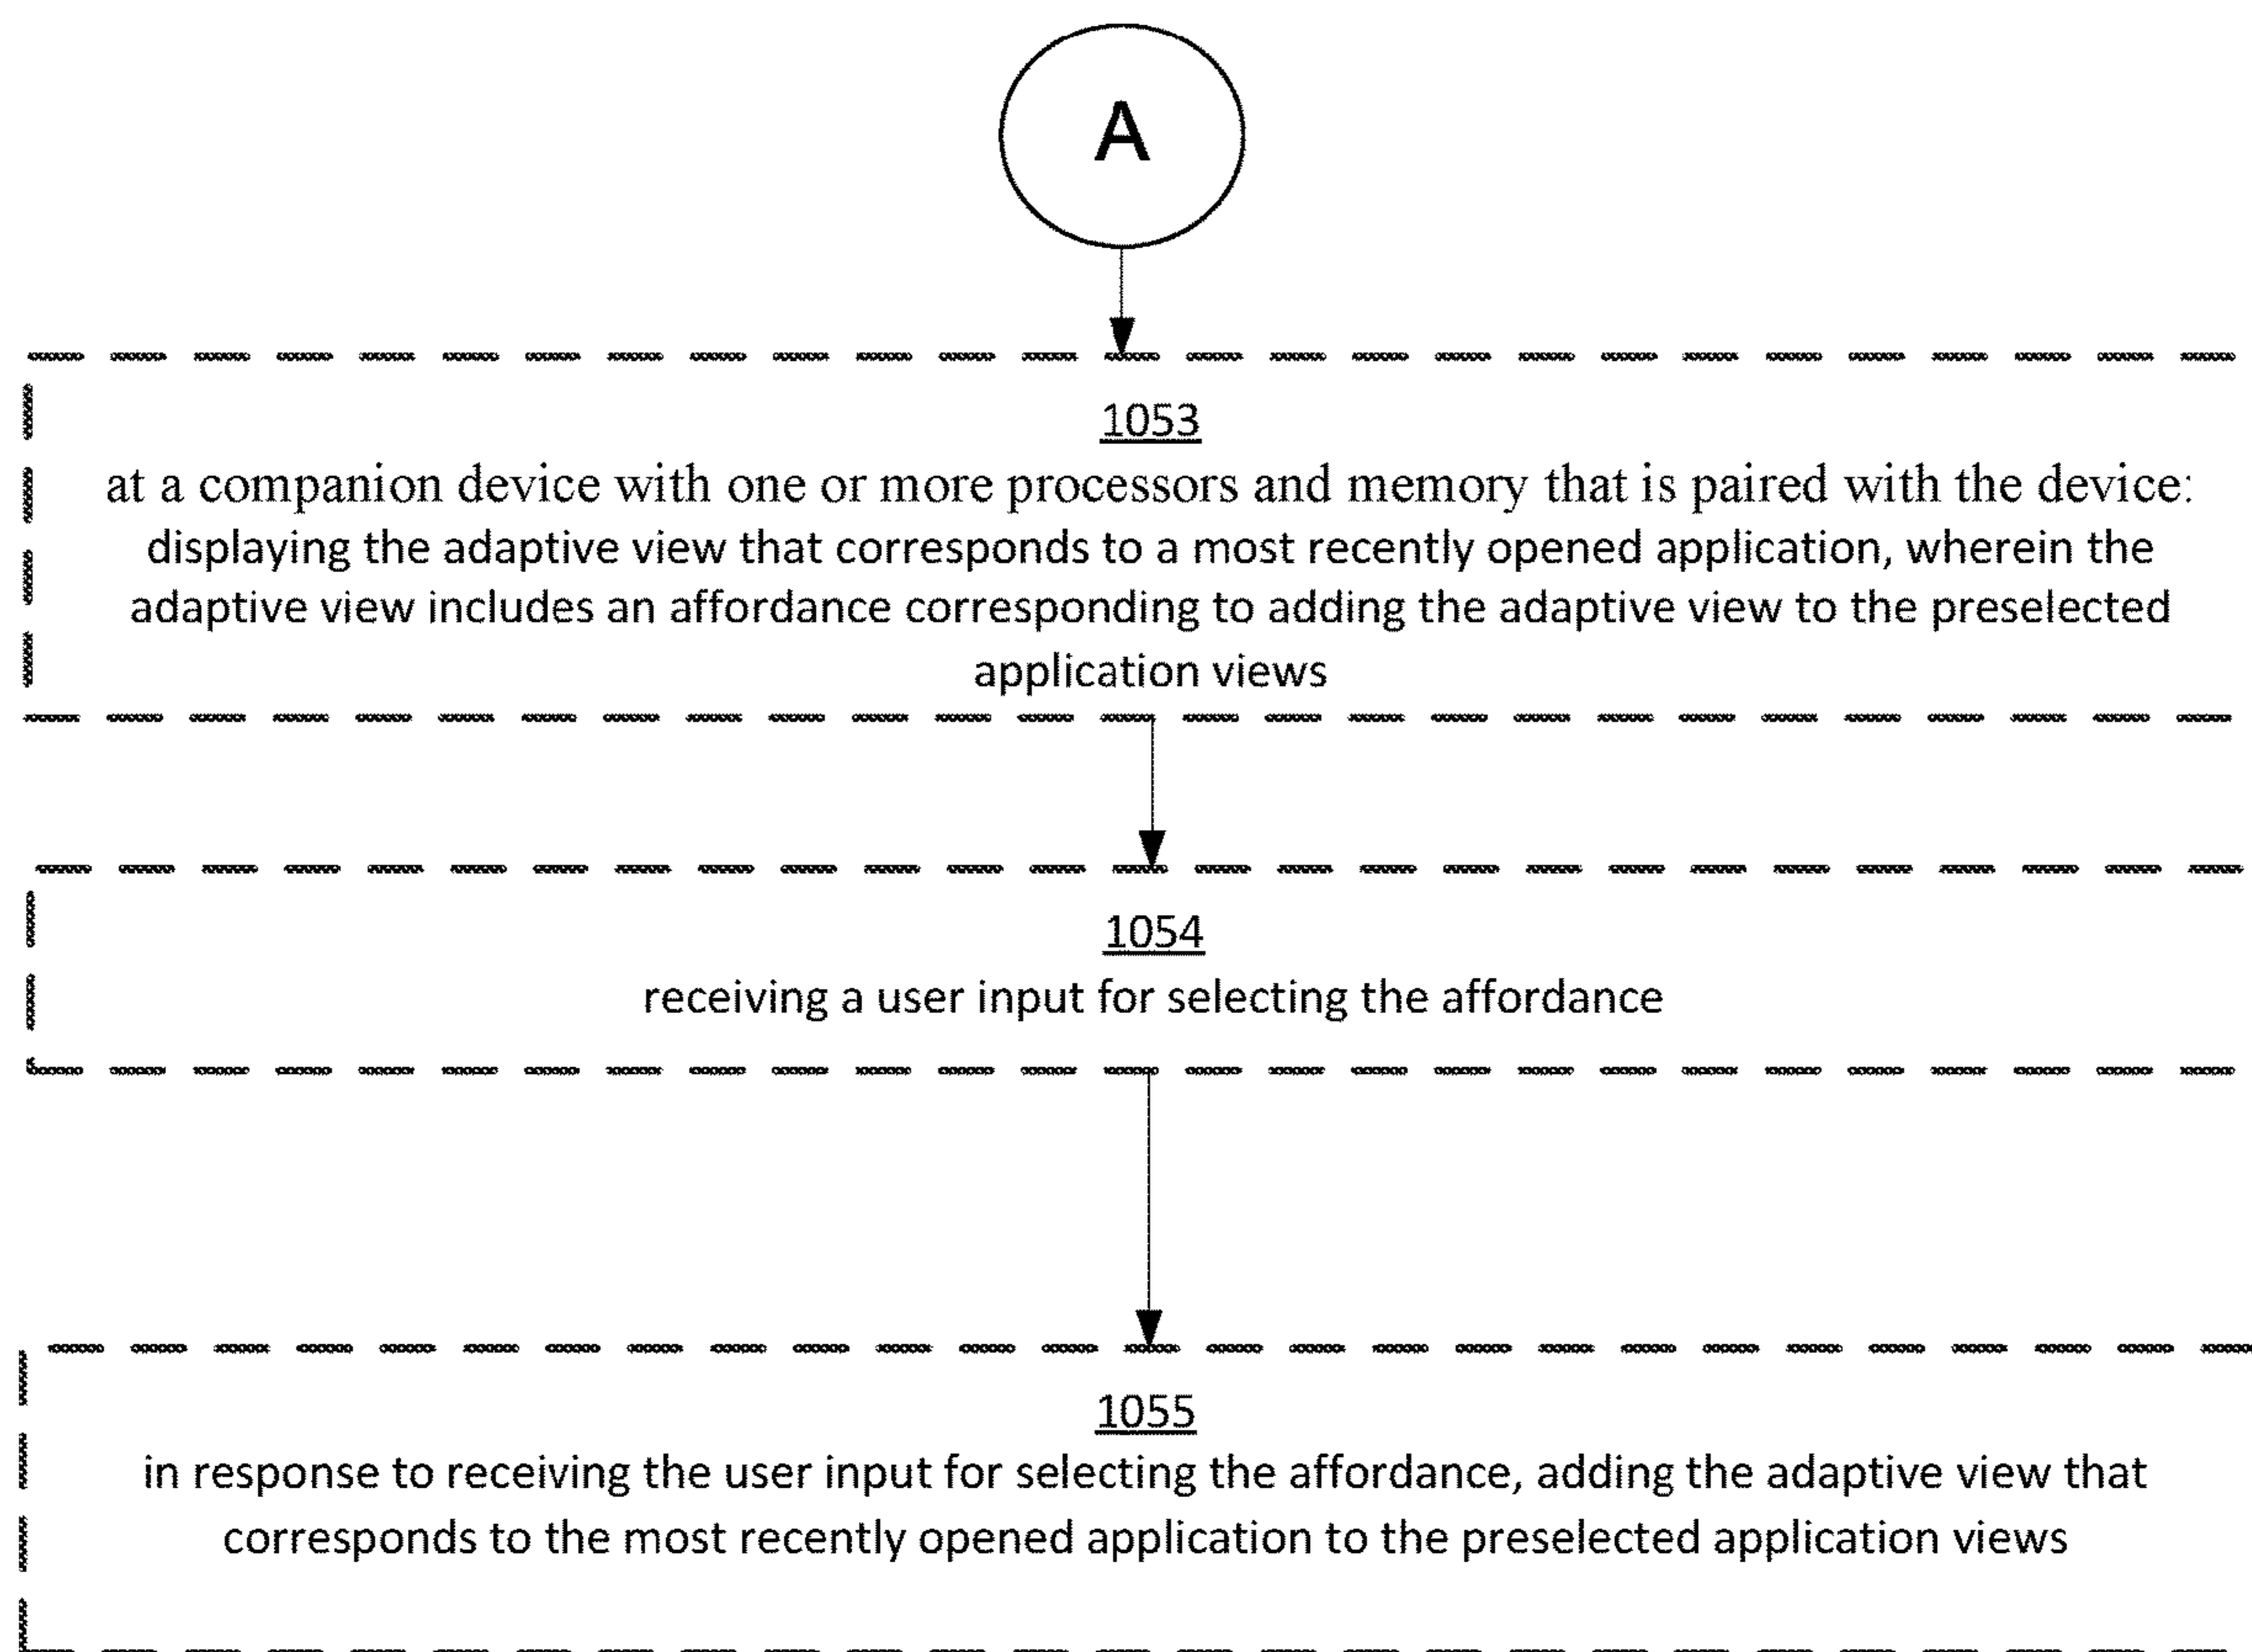 A
1053
at a companion device with one or more processors and memory that is paired with the device:
displaying the adaptive view that corresponds to a most recently opened application, wherein the
adaptive view includes an affordance corresponding to adding the adaptive view to the preselected
application views
1054
receiving a user input for selecting the affordance
1055
in response to receiving the user input for selecting the affordance, adding the adaptive view that
corresponds to the most recently opened application to the preselected application views